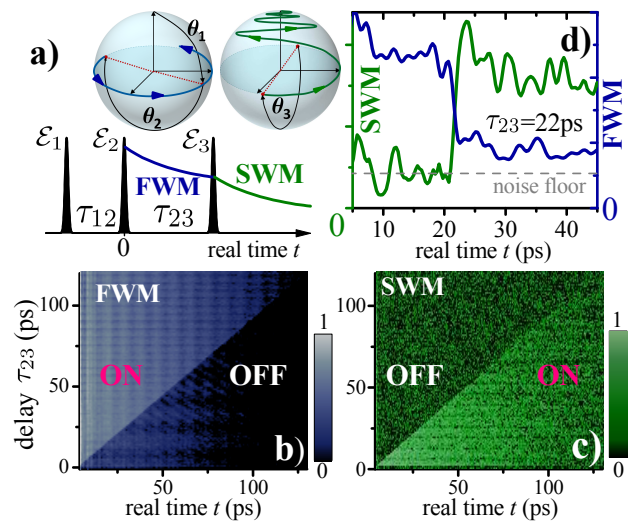 a)
θ₁
θ₂
θ₃
ℰ₁
ℰ₂
ℰ₃
FWM
SWM
τ₁₂
τ₂₃
0
real time t
d)
SWM
FWM
τ₂₃=22ps
noise floor
0
0
10
20
30
40
real time t (ps)
FWM
ON
OFF
b)
delay τ₂₃ (ps)
100
50
0
50
100
real time t (ps)
1
0
SWM
OFF
ON
c)
50
100
real time t (ps)
1
0